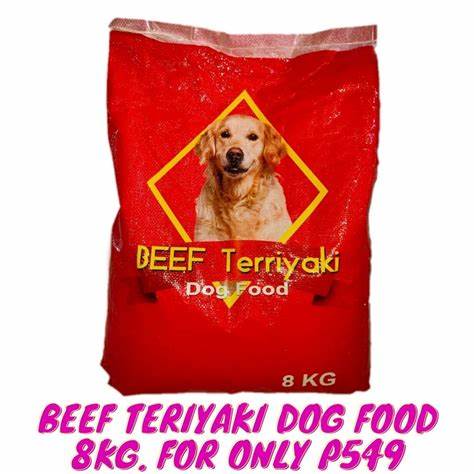 BEEF Terriyaki
Dog Food
8 KG
BEEF TERIYAKI DOG FOOD
8KG. FOR ONLY P549